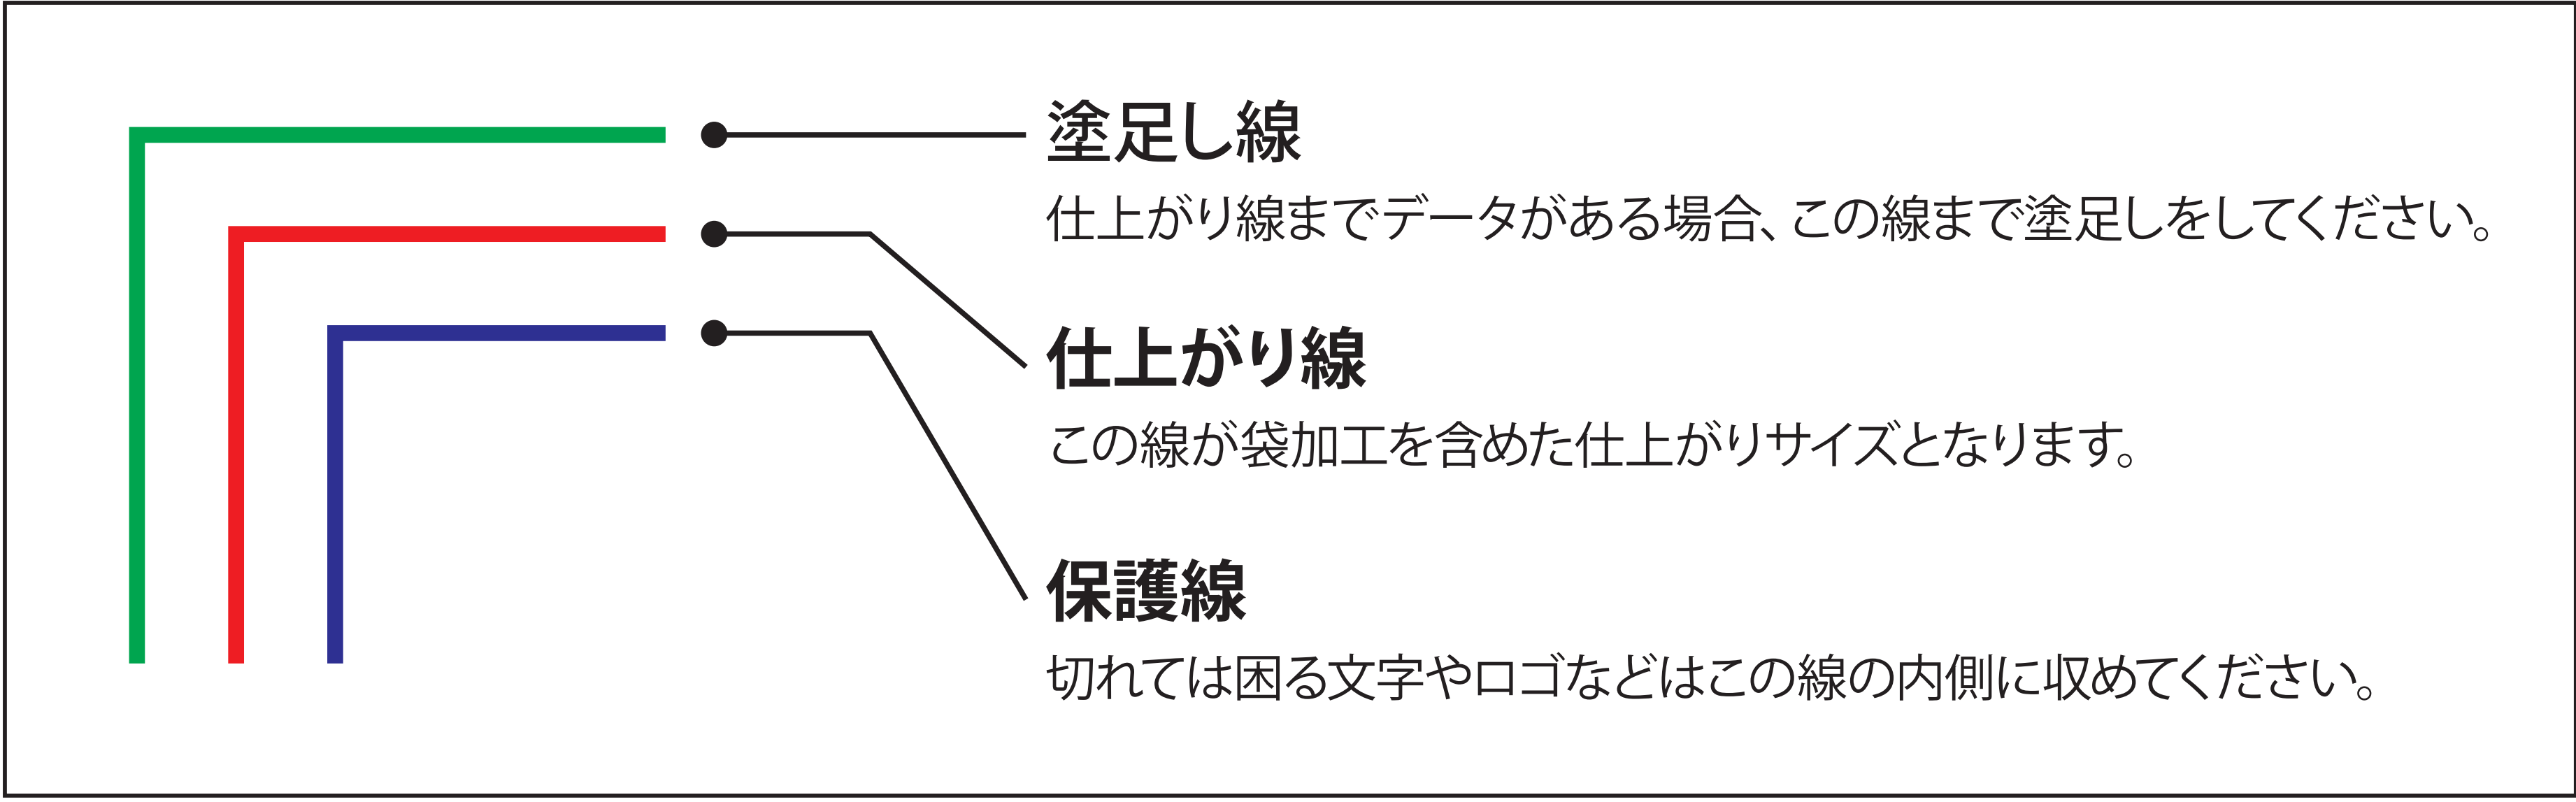 塗足し線
仕上がり線までデータがある場合、この線まで塗足しをしてください。
仕上がり線
この線が袋加工を含めた仕上がりサイズとなります。
保護線
切れては困る文字やロゴなどはこの線の内側に収めてください。